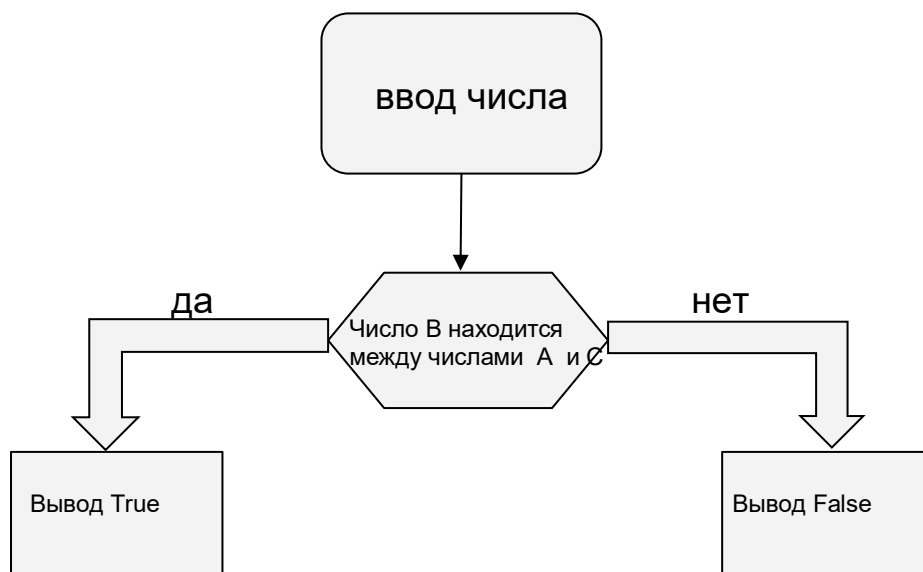 ввод числа
да
нет
Число В находится
между числами А и С
Вывод True
Вывод False